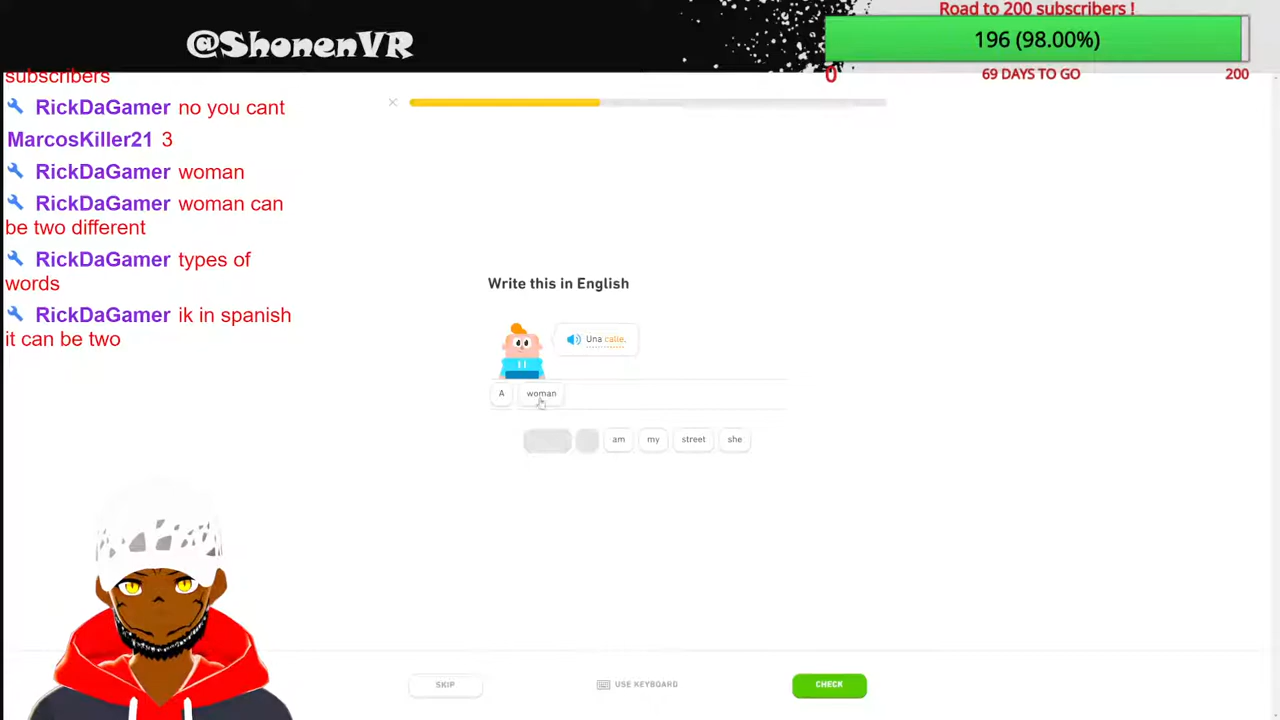 @ShonenVR
Road to 200 subscribers !
196 (98.00%)
0
69 DAYS TO GO
200
subscribers
RickDaGamer no you cant
MarcosKiller21 3
RickDaGamer woman
RickDaGamer woman can
be two different
RickDaGamer types of
words
RickDaGamer ik in spanish
it can be two
Write this in English
Una calle.
A woman
am my street she
SKIP
USE KEYBOARD
CHECK